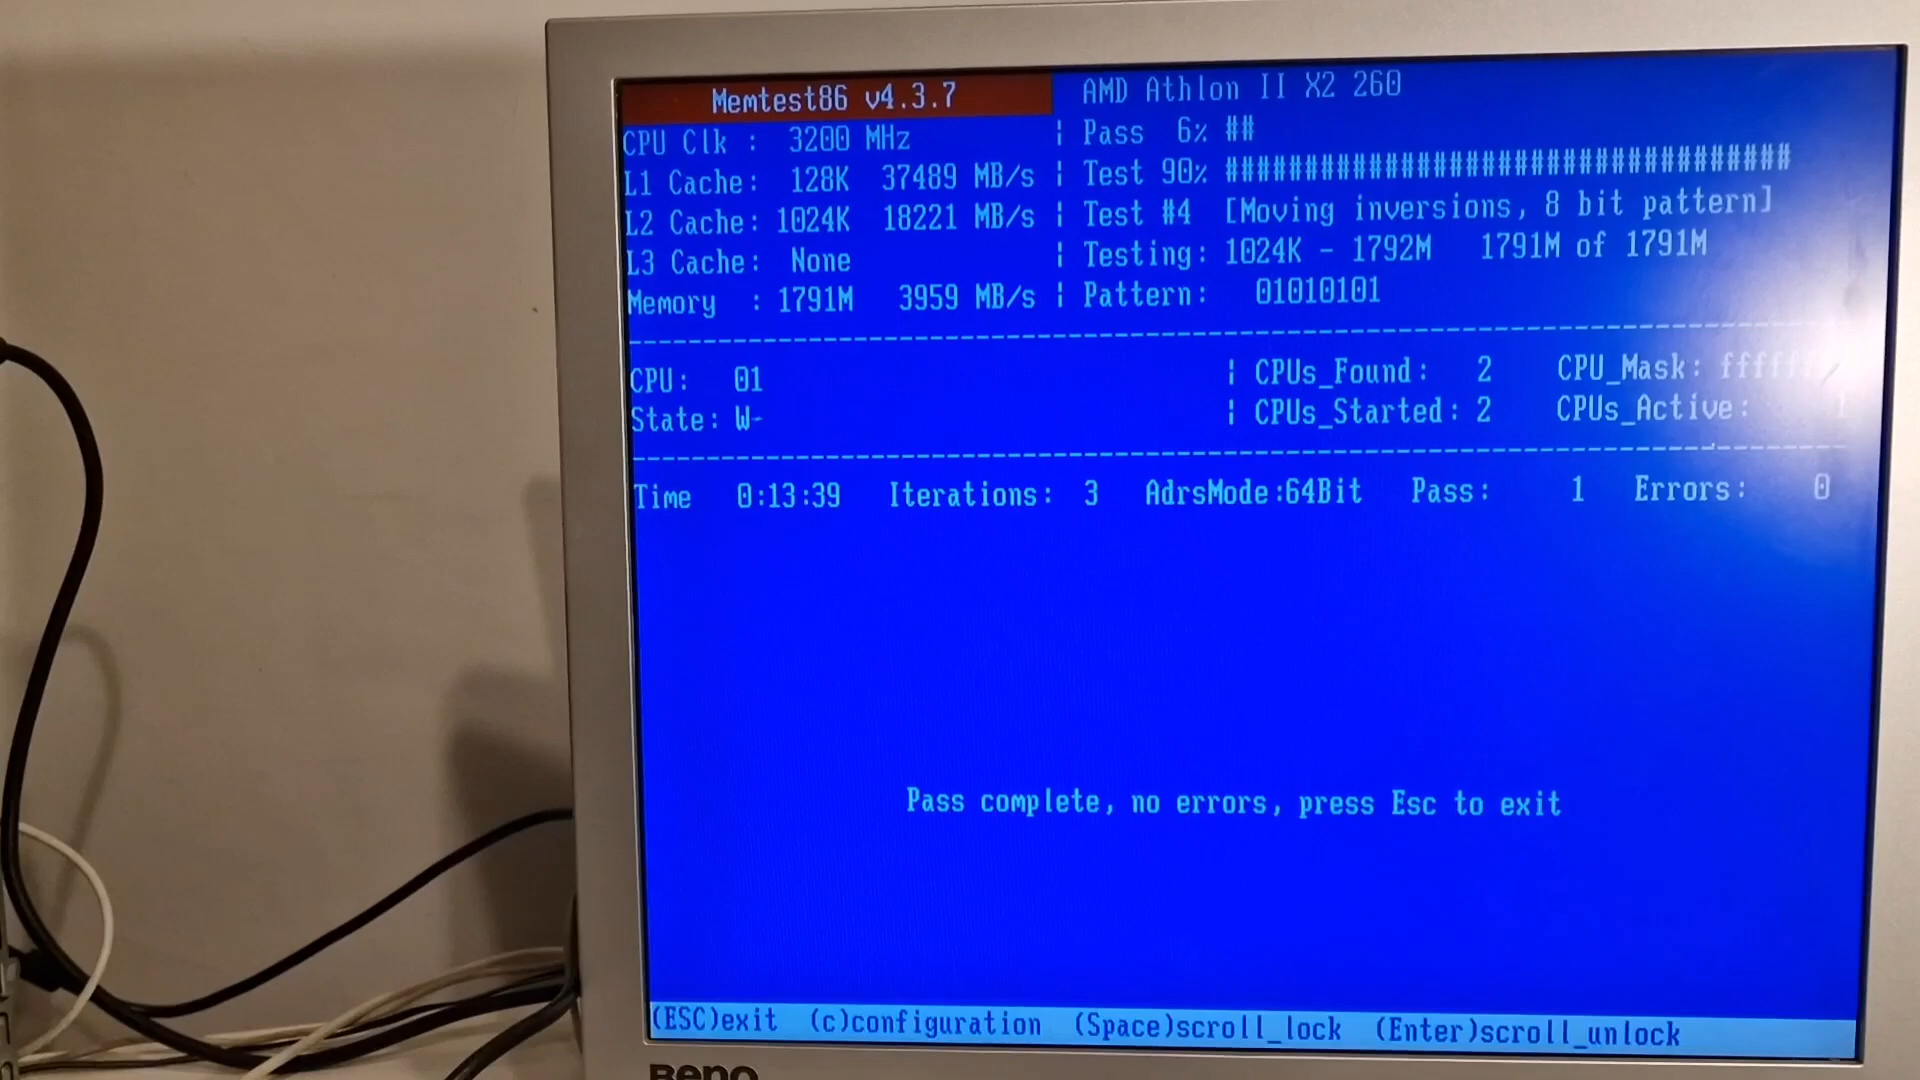 Memtest86 v4.3.7 AMD Athlon II X2 260
CPU Clk : 3200 MHz ¦ Pass 6% ##
L1 Cache: 128K 37489 MB/s ¦ Test 90% ####################################
L2 Cache: 1024K 18221 MB/s ¦ Test #4 [Moving inversions, 8 bit pattern]
L3 Cache: None ¦ Testing: 1024K - 1792M 1791M of 1791M
Memory : 1791M 3959 MB/s ¦ Pattern: 01010101
CPU: 01 ¦ CPUs_Found: 2 CPU_Mask:
State: W- ¦ CPUs_Started: 2 CPUs_Active: 1
Time 0:13:39 Iterations: 3 AdrsMode:64Bit Pass: 1 Errors: 0
Pass complete, no errors, press Esc to exit
(ESC)exit (c)configuration (Space)scroll_lock (Enter)scroll_unlock
BenQ